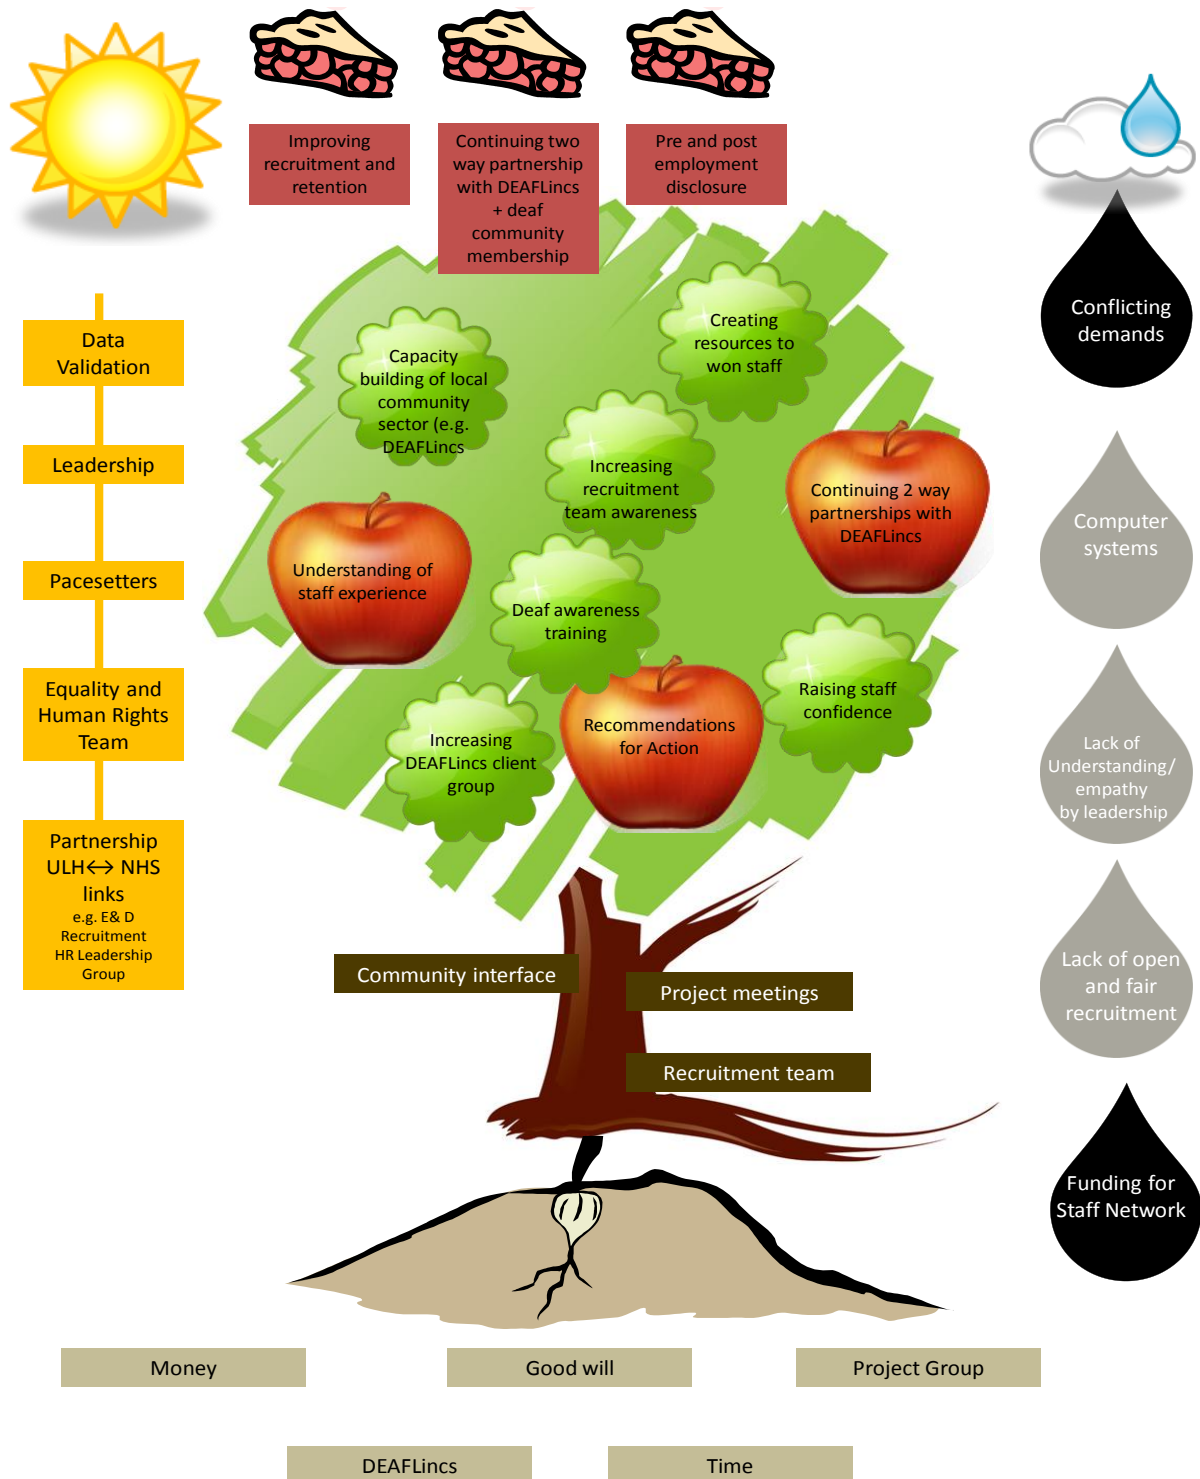 Improving
recruitment and
retention
Continuing two
way partnership
with DEAFLincs
+ deaf
community
membership
Pre and post
employment
disclosure
Data
Validation
Leadership
Pacesetters
Equality and
Human Rights
Team
Partnership
ULH↔ NHS
links
e.g. E& D
Recruitment
HR Leadership
Group
Capacity
building of local
community
sector (e.g.
DEAFLincs
Creating
resources to
won staff
Increasing
recruitment
team awareness
Continuing 2 way
partnerships with
DEAFLincs
Understanding of
staff experience
Deaf awareness
training
Raising staff
confidence
Recommendations
for Action
Increasing
DEAFLincs client
group
Conflicting
demands
Computer
systems
Lack of
Understanding/
empathy
by leadership
Lack of open
and fair
recruitment
Funding for
Staff Network
Community interface
Project meetings
Recruitment team
Money
Good will
Project Group
DEAFLincs
Time